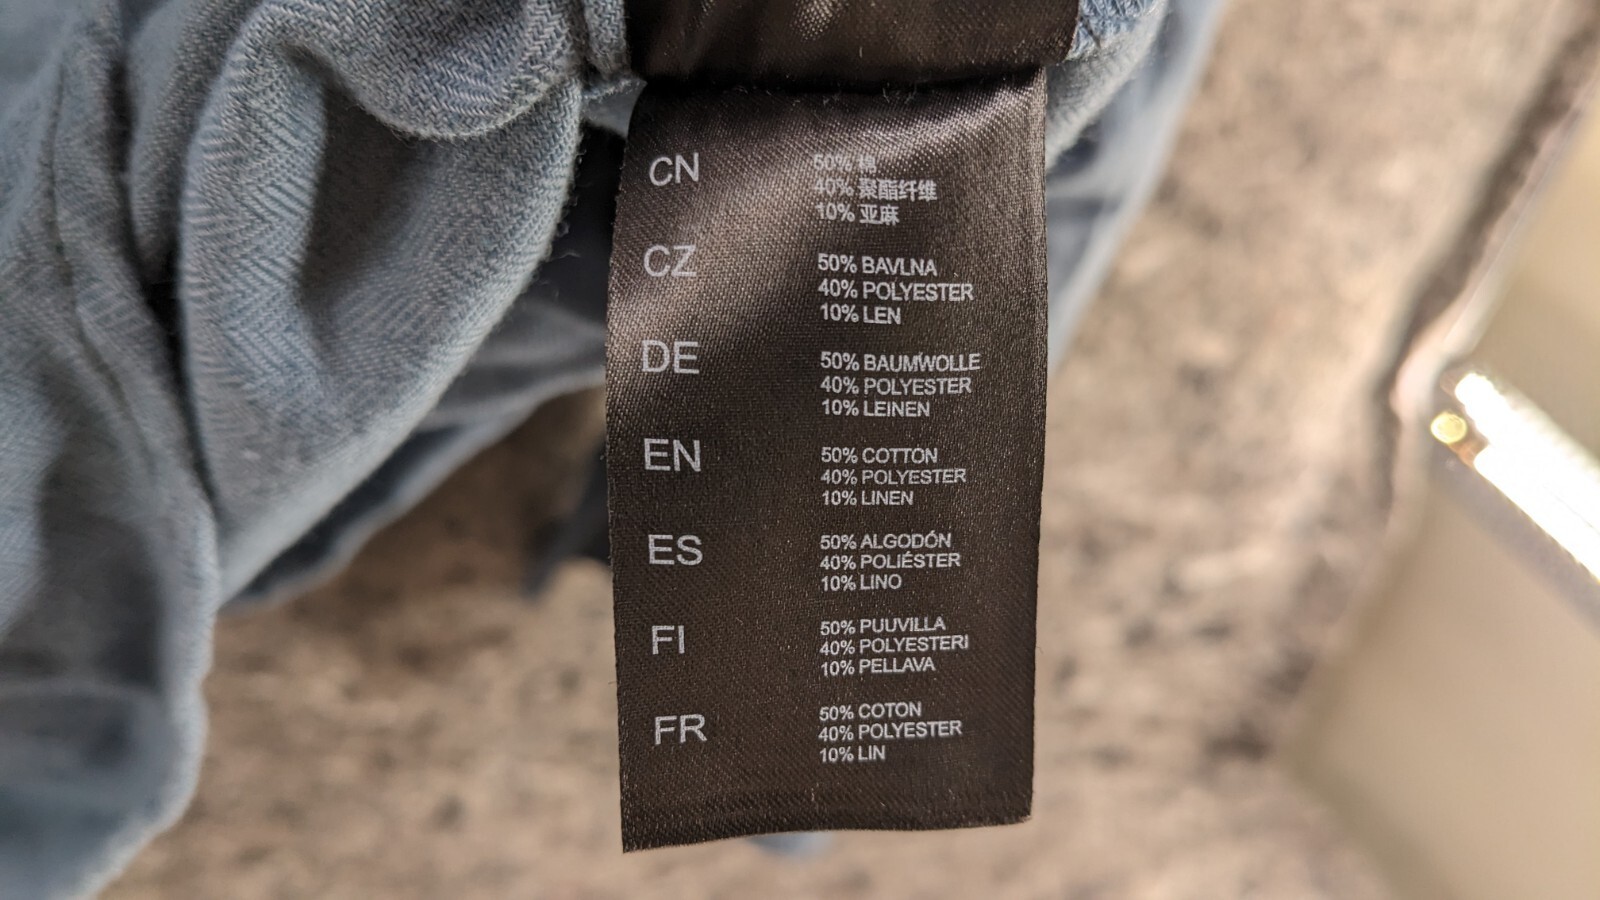 CN
50% 棉
40% 聚酯纤维
10% 亚麻
CZ
50% BAVLNA
40% POLYESTER
10% LEN
DE
50% BAUMWOLLE
40% POLYESTER
10% LEINEN
EN
50% COTTON
40% POLYESTER
10% LINEN
ES
50% ALGODÓN
40% POLIÉSTER
10% LINO
FI
50% PUUVILLA
40% POLYESTERI
10% PELLAVA
FR
50% COTON
40% POLYESTER
10% LIN